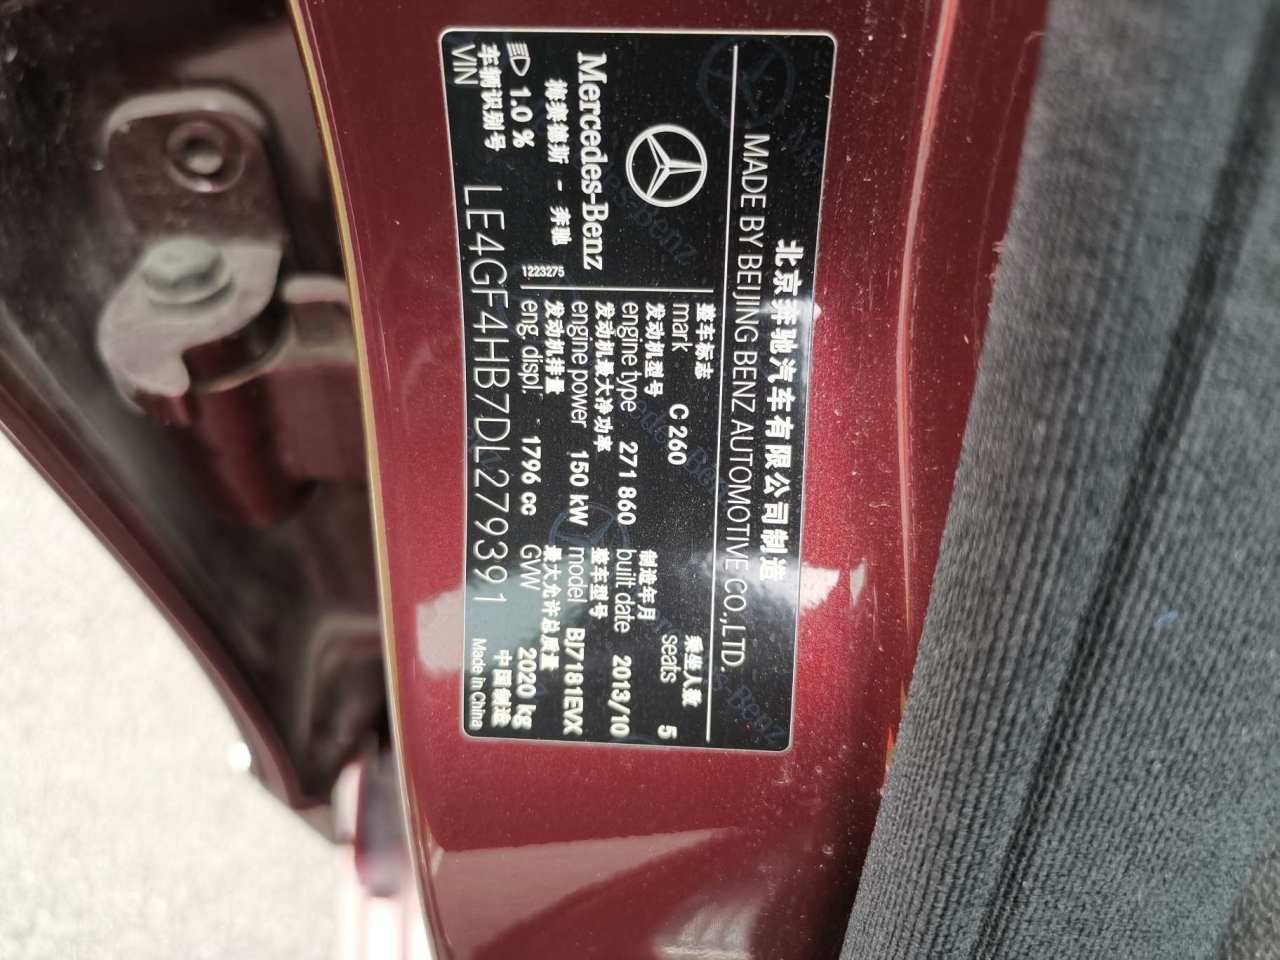 北京奔驰汽车有限公司制造
MADE BY BEIJING BENZ AUTOMOTIVE CO.,LTD.
Mercedes-Benz
梅赛德斯 - 奔驰
1.0 %
1223275
整车标志
mark C 260
乘坐人数
seats 5
发动机型号
engine type 271 860
制造年月
built date 2013/10
发动机最大净功率
engine power 150 kW
整车型号
model BJ7181EVX
发动机排量
eng. displ. 1796 cc
最大允许总质量
GVW 2020 kg
车辆识别号
VIN LE4GF4HB7DL279391
中国制造
Made in China